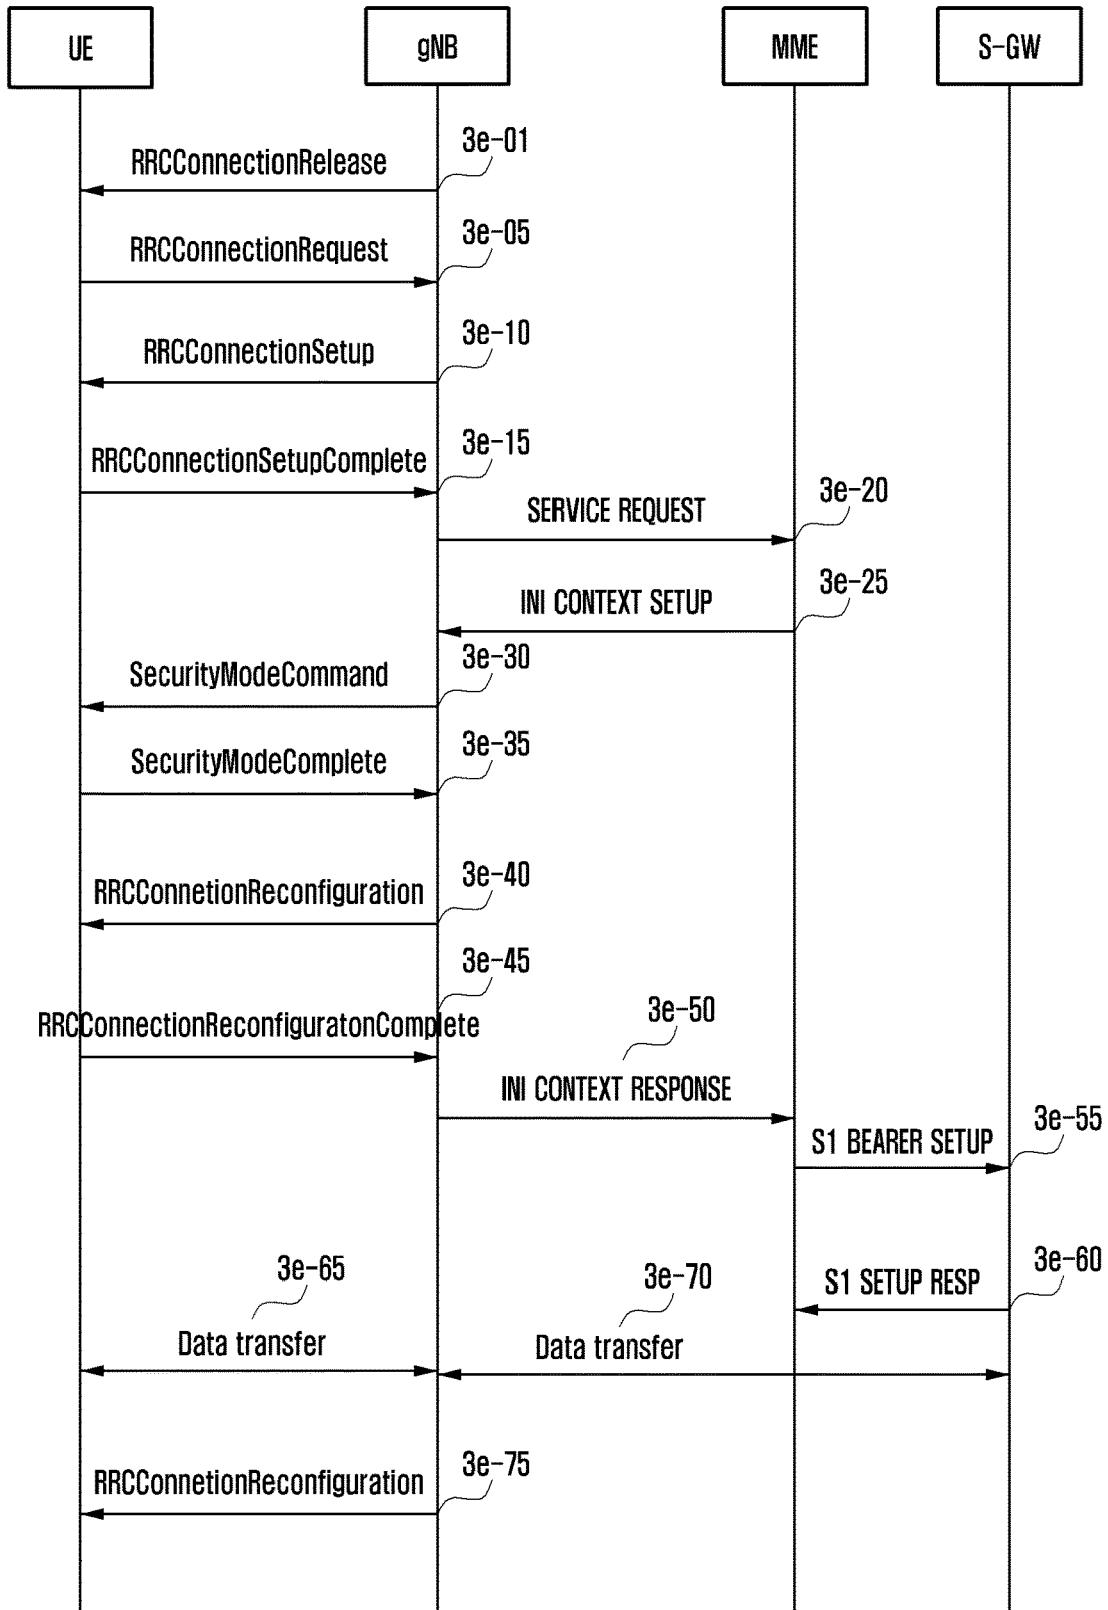 UE
gNB
MME
S-GW
3e-01
RRCConnectionRelease
3e-05
RRCConnectionRequest
3e-10
RRCConnectionSetup
3e-15
RRCConnectionSetupComplete
3e-20
SERVICE REQUEST
3e-25
INI CONTEXT SETUP
3e-30
SecurityModeCommand
3e-35
SecurityModeComplete
3e-40
RRCConnetionReconfiguration
3e-45
RRCConnectionReconfiguratonComplete
3e-50
INI CONTEXT RESPONSE
3e-55
S1 BEARER SETUP
3e-60
S1 SETUP RESP
3e-65
Data transfer
3e-70
Data transfer
3e-75
RRCConnetionReconfiguration